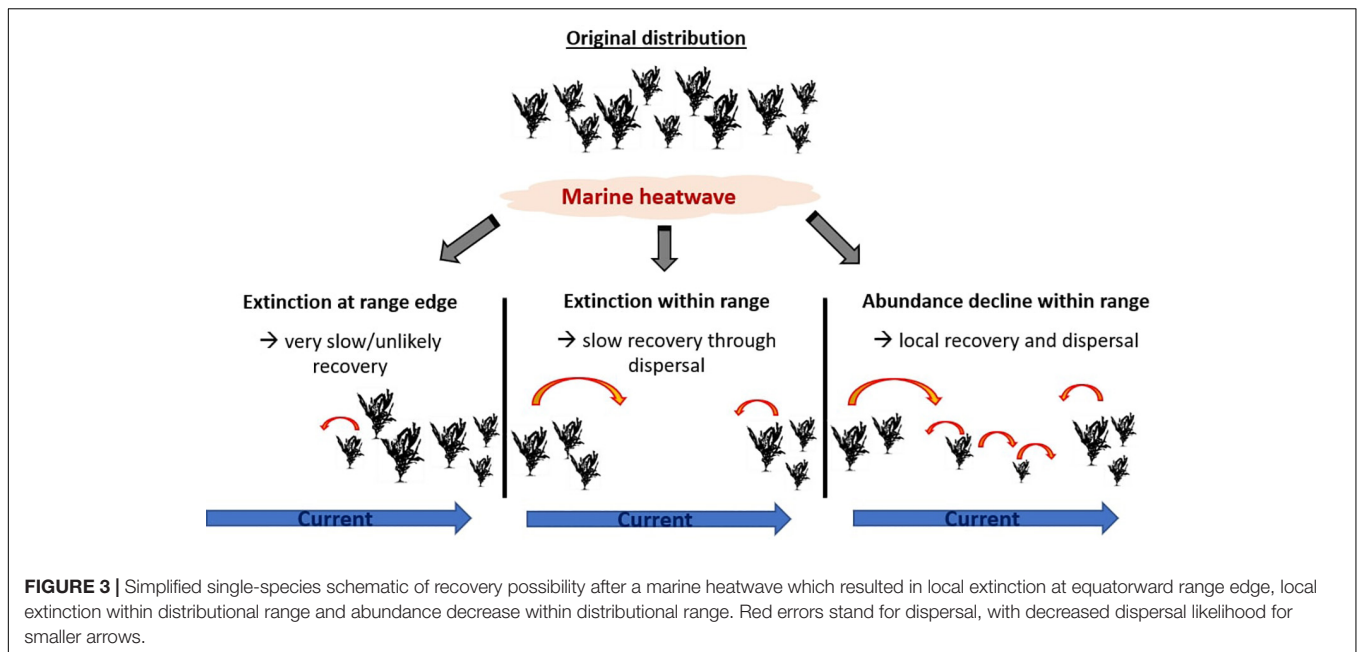 Original distribution
Marine heatwave
Extinction at range edge
→ very slow/unlikely
recovery
Current
Extinction within range
→ slow recovery through
dispersal
Current
Abundance decline within range
→ local recovery and dispersal
Current
FIGURE 3 | Simplified single-species schematic of recovery possibility after a marine heatwave which resulted in local extinction at equatorward range edge, local
extinction within distributional range and abundance decrease within distributional range. Red errors stand for dispersal, with decreased dispersal likelihood for
smaller arrows.